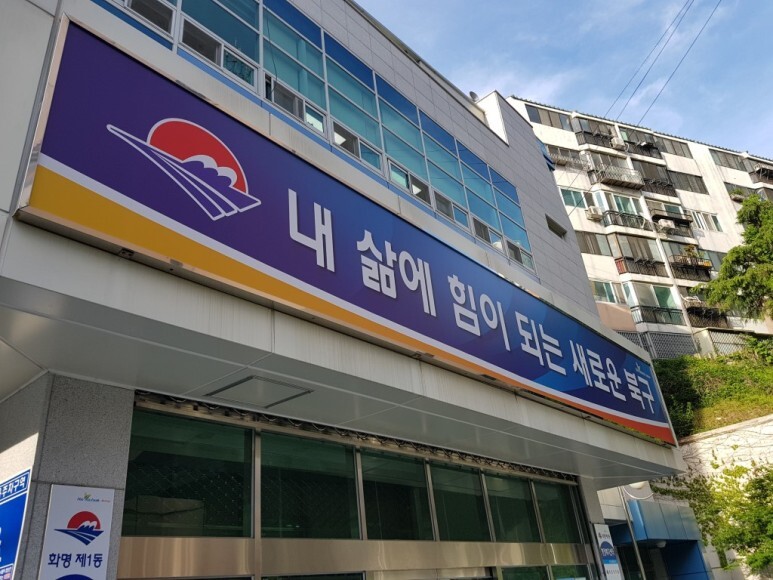 내 삶에 힘이 되는 새로운 북구
화명 제1동